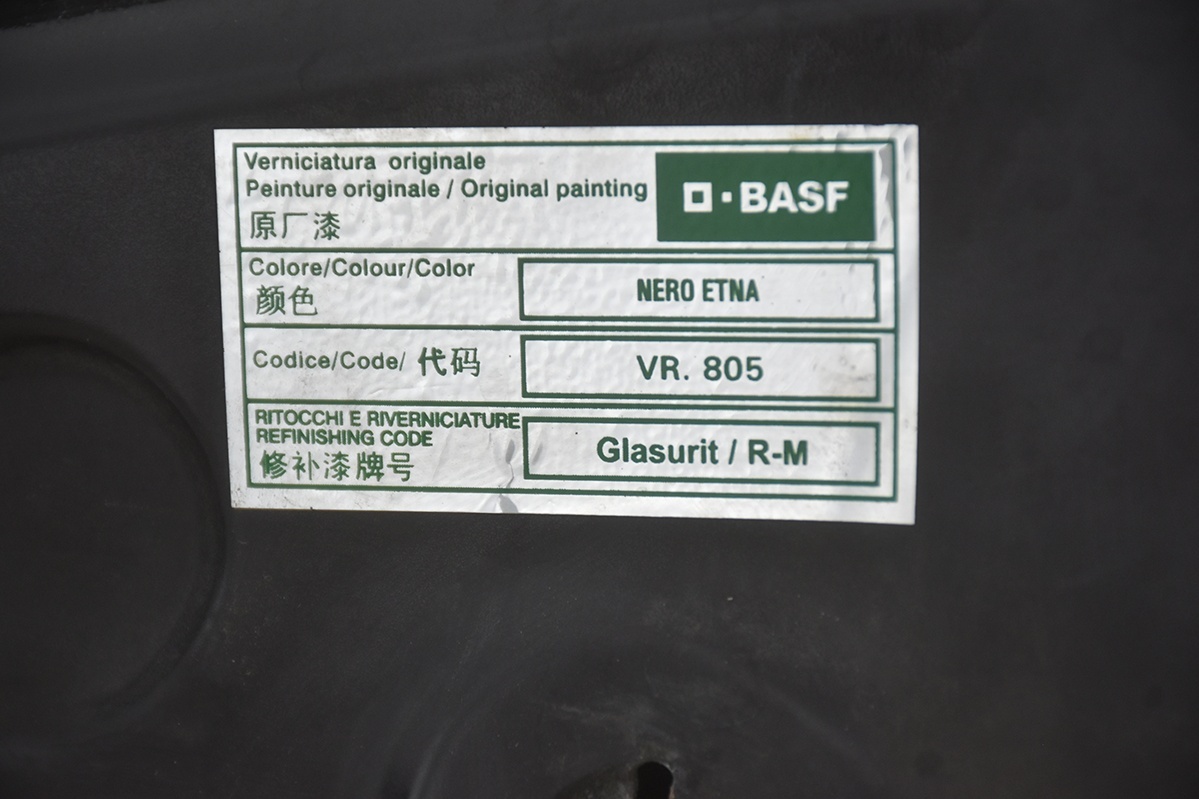 Verniciatura originale
Peinture originale / Original painting
原厂漆
BASF
Colore/Colour/Color
颜色
NERO ETNA
Codice/Code/ 代码
VR. 805
RITOCCHI E RIVERNICIATURE
REFINISHING CODE
修补漆牌号
Glasurit / R-M